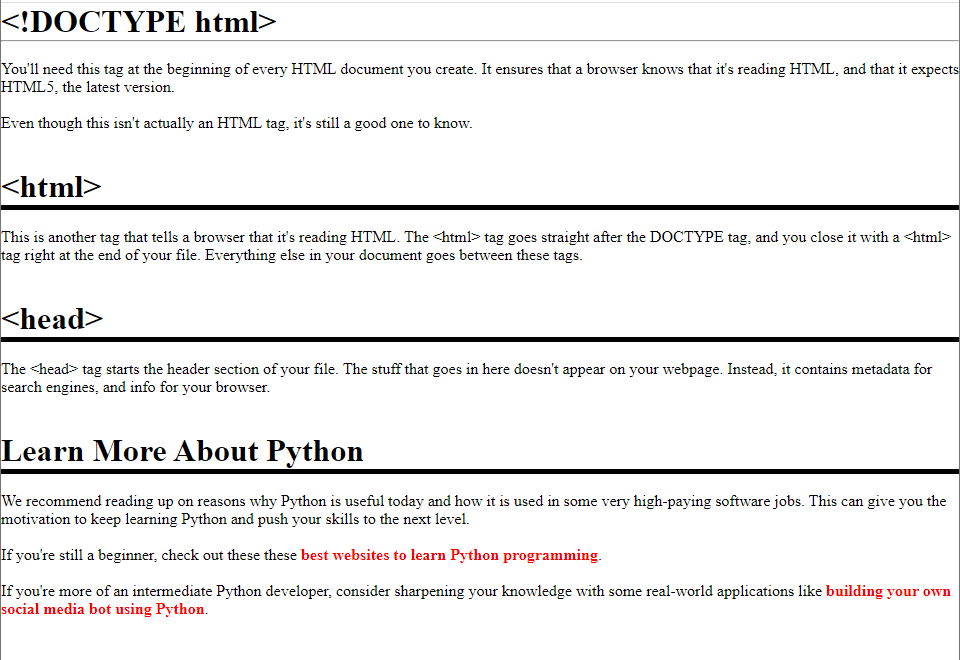 <!DOCTYPE html>
You'll need this tag at the beginning of every HTML document you create. It ensures that a browser knows that it's reading HTML, and that it expects
HTML5, the latest version.
Even though this isn't actually an HTML tag, it's still a good one to know.
<html>
This is another tag that tells a browser that it's reading HTML. The <html> tag goes straight after the DOCTYPE tag, and you close it with a <html>
tag right at the end of your file. Everything else in your document goes between these tags.
<head>
The <head> tag starts the header section of your file. The stuff that goes in here doesn't appear on your webpage. Instead, it contains metadata for
search engines, and info for your browser.
Learn More About Python
We recommend reading up on reasons why Python is useful today and how it is used in some very high-paying software jobs. This can give you the
motivation to keep learning Python and push your skills to the next level.
If you're still a beginner, check out these these best websites to learn Python programming.
If you're more of an intermediate Python developer, consider sharpening your knowledge with some real-world applications like building your own
social media bot using Python.